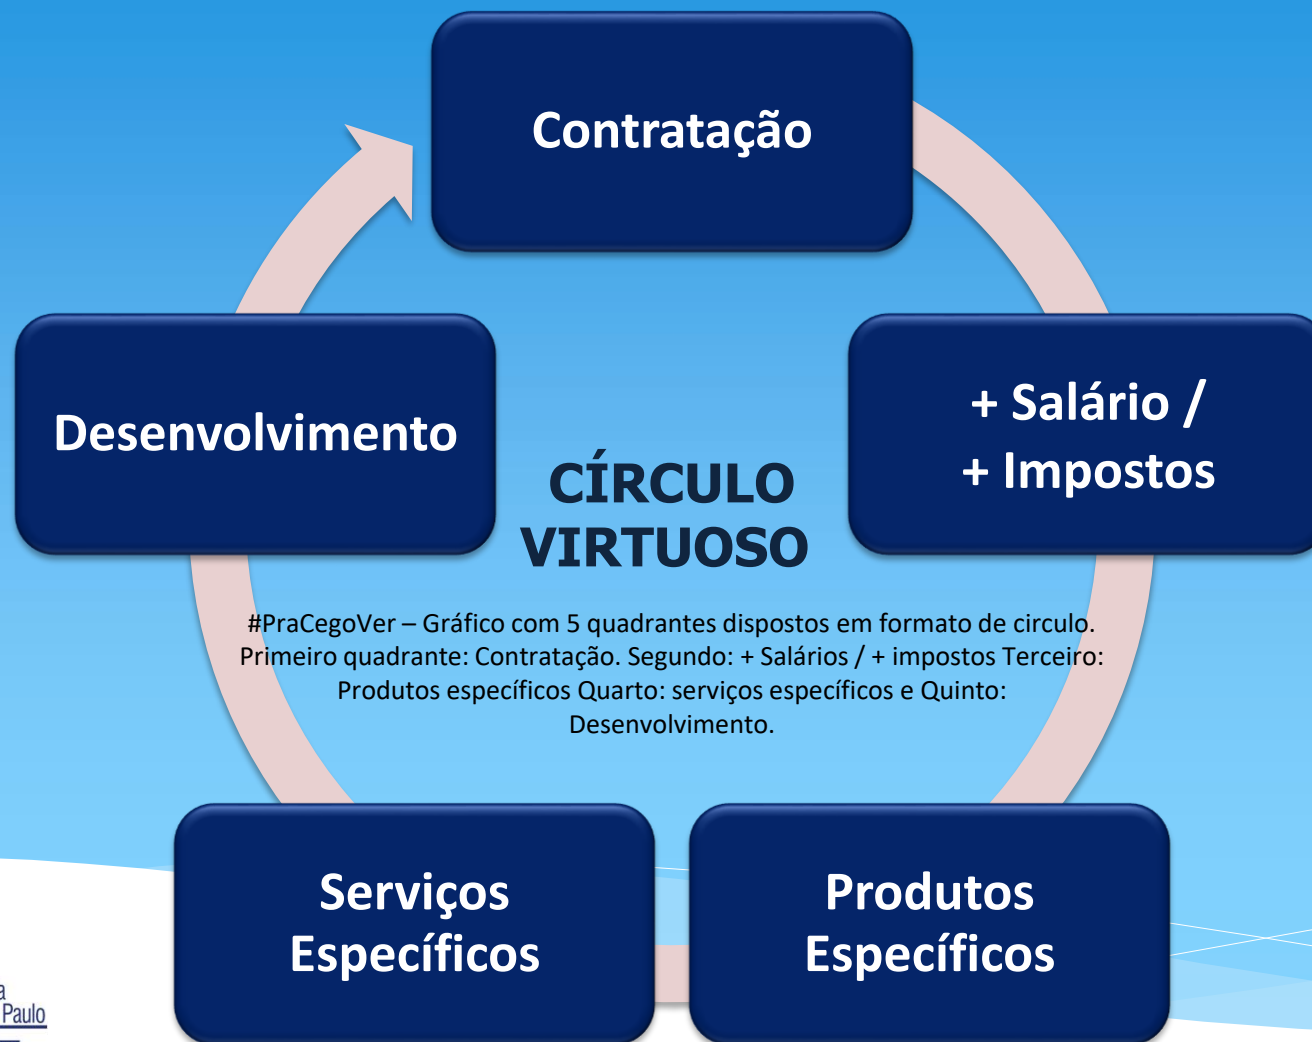 Contratação
+ Salário /
+ Impostos
Desenvolvimento
CÍRCULO
VIRTUOSO
#PraCegoVer – Gráfico com 5 quadrantes dispostos em formato de circulo.
Primeiro quadrante: Contratação. Segundo: + Salários / + impostos Terceiro:
Produtos específicos Quarto: serviços específicos e Quinto:
Desenvolvimento.
Serviços
Específicos
Produtos
Específicos
Paulo